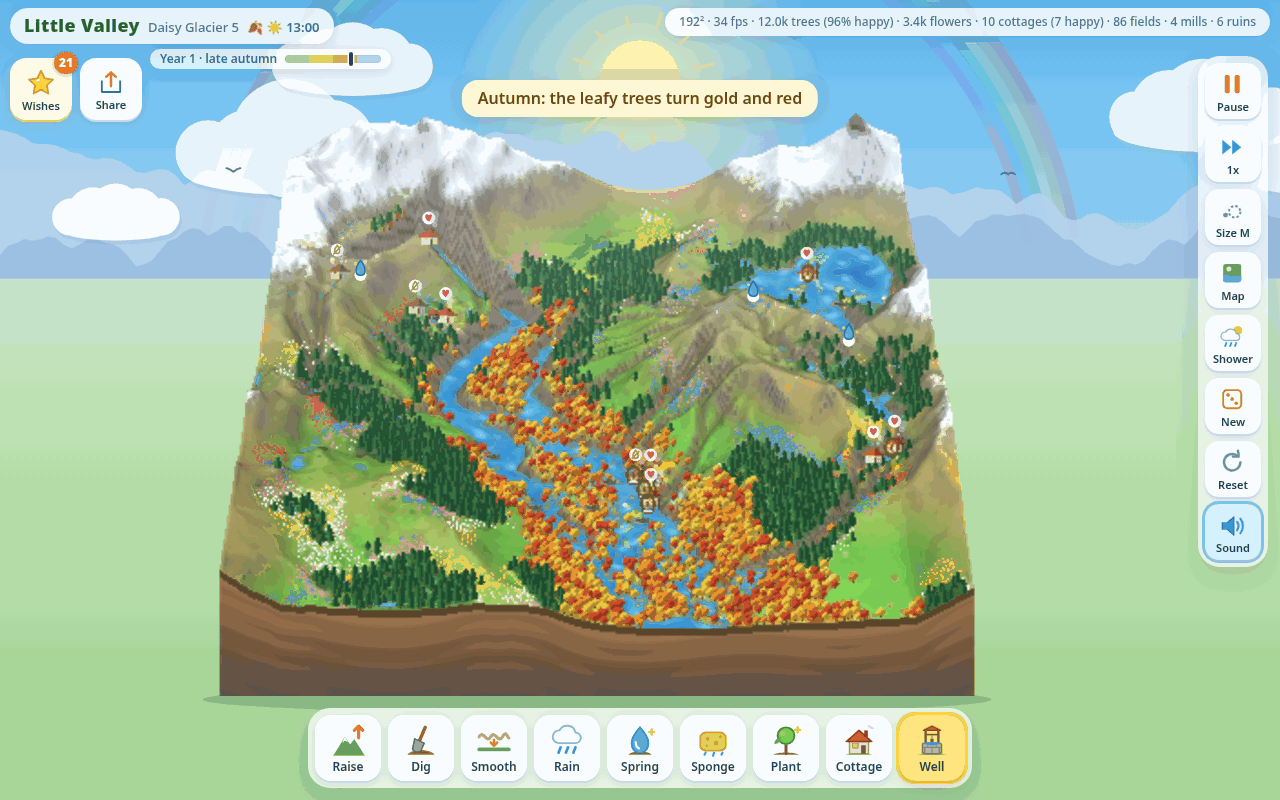 Little Valley Daisy Glacier 5 🍂 ☀️ 13:00
192² · 34 fps · 12.0k trees (96% happy) · 3.4k flowers · 10 cottages (7 happy) · 86 fields · 4 mills · 6 ruins
Year 1 · late autumn
21
Wishes
Share
Autumn: the leafy trees turn gold and red
Pause
1x
Size M
Map
Shower
New
Reset
Sound
Raise
Dig
Smooth
Rain
Spring
Sponge
Plant
Cottage
Well